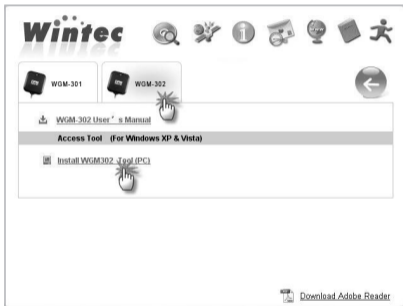 Wintec
WGM-301
WGM-302
WGM-302 User's Manual
Access Tool (For Windows XP & Vista)
Install WGM302 Tool (PC)
Download Adobe Reader